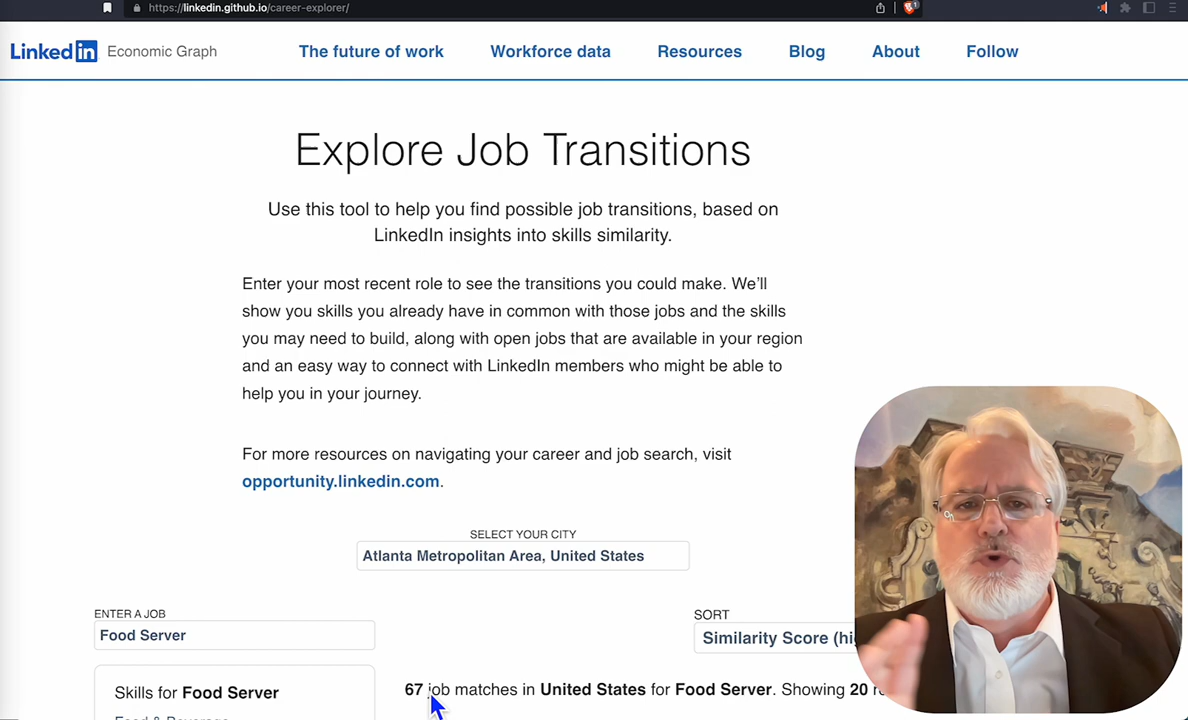 https://linkedin.github.io/career-explorer/
1
Linked in Economic Graph
The future of work
Workforce data
Resources
Blog
About
Follow
Explore Job Transitions
Use this tool to help you find possible job transitions, based on
LinkedIn insights into skills similarity.
Enter your most recent role to see the transitions you could make. We'll
show you skills you already have in common with those jobs and the skills
you may need to build, along with open jobs that are available in your region
and an easy way to connect with LinkedIn members who might be able to
help you in your journey.
For more resources on navigating your career and job search, visit
opportunity.linkedin.com.
SELECT YOUR CITY
Atlanta Metropolitan Area, United States
ENTER A JOB
Food Server
SORT
Similarity Score (hi
Skills for Food Server
67 job matches in United States for Food Server. Showing 20 r
Food & Beverage